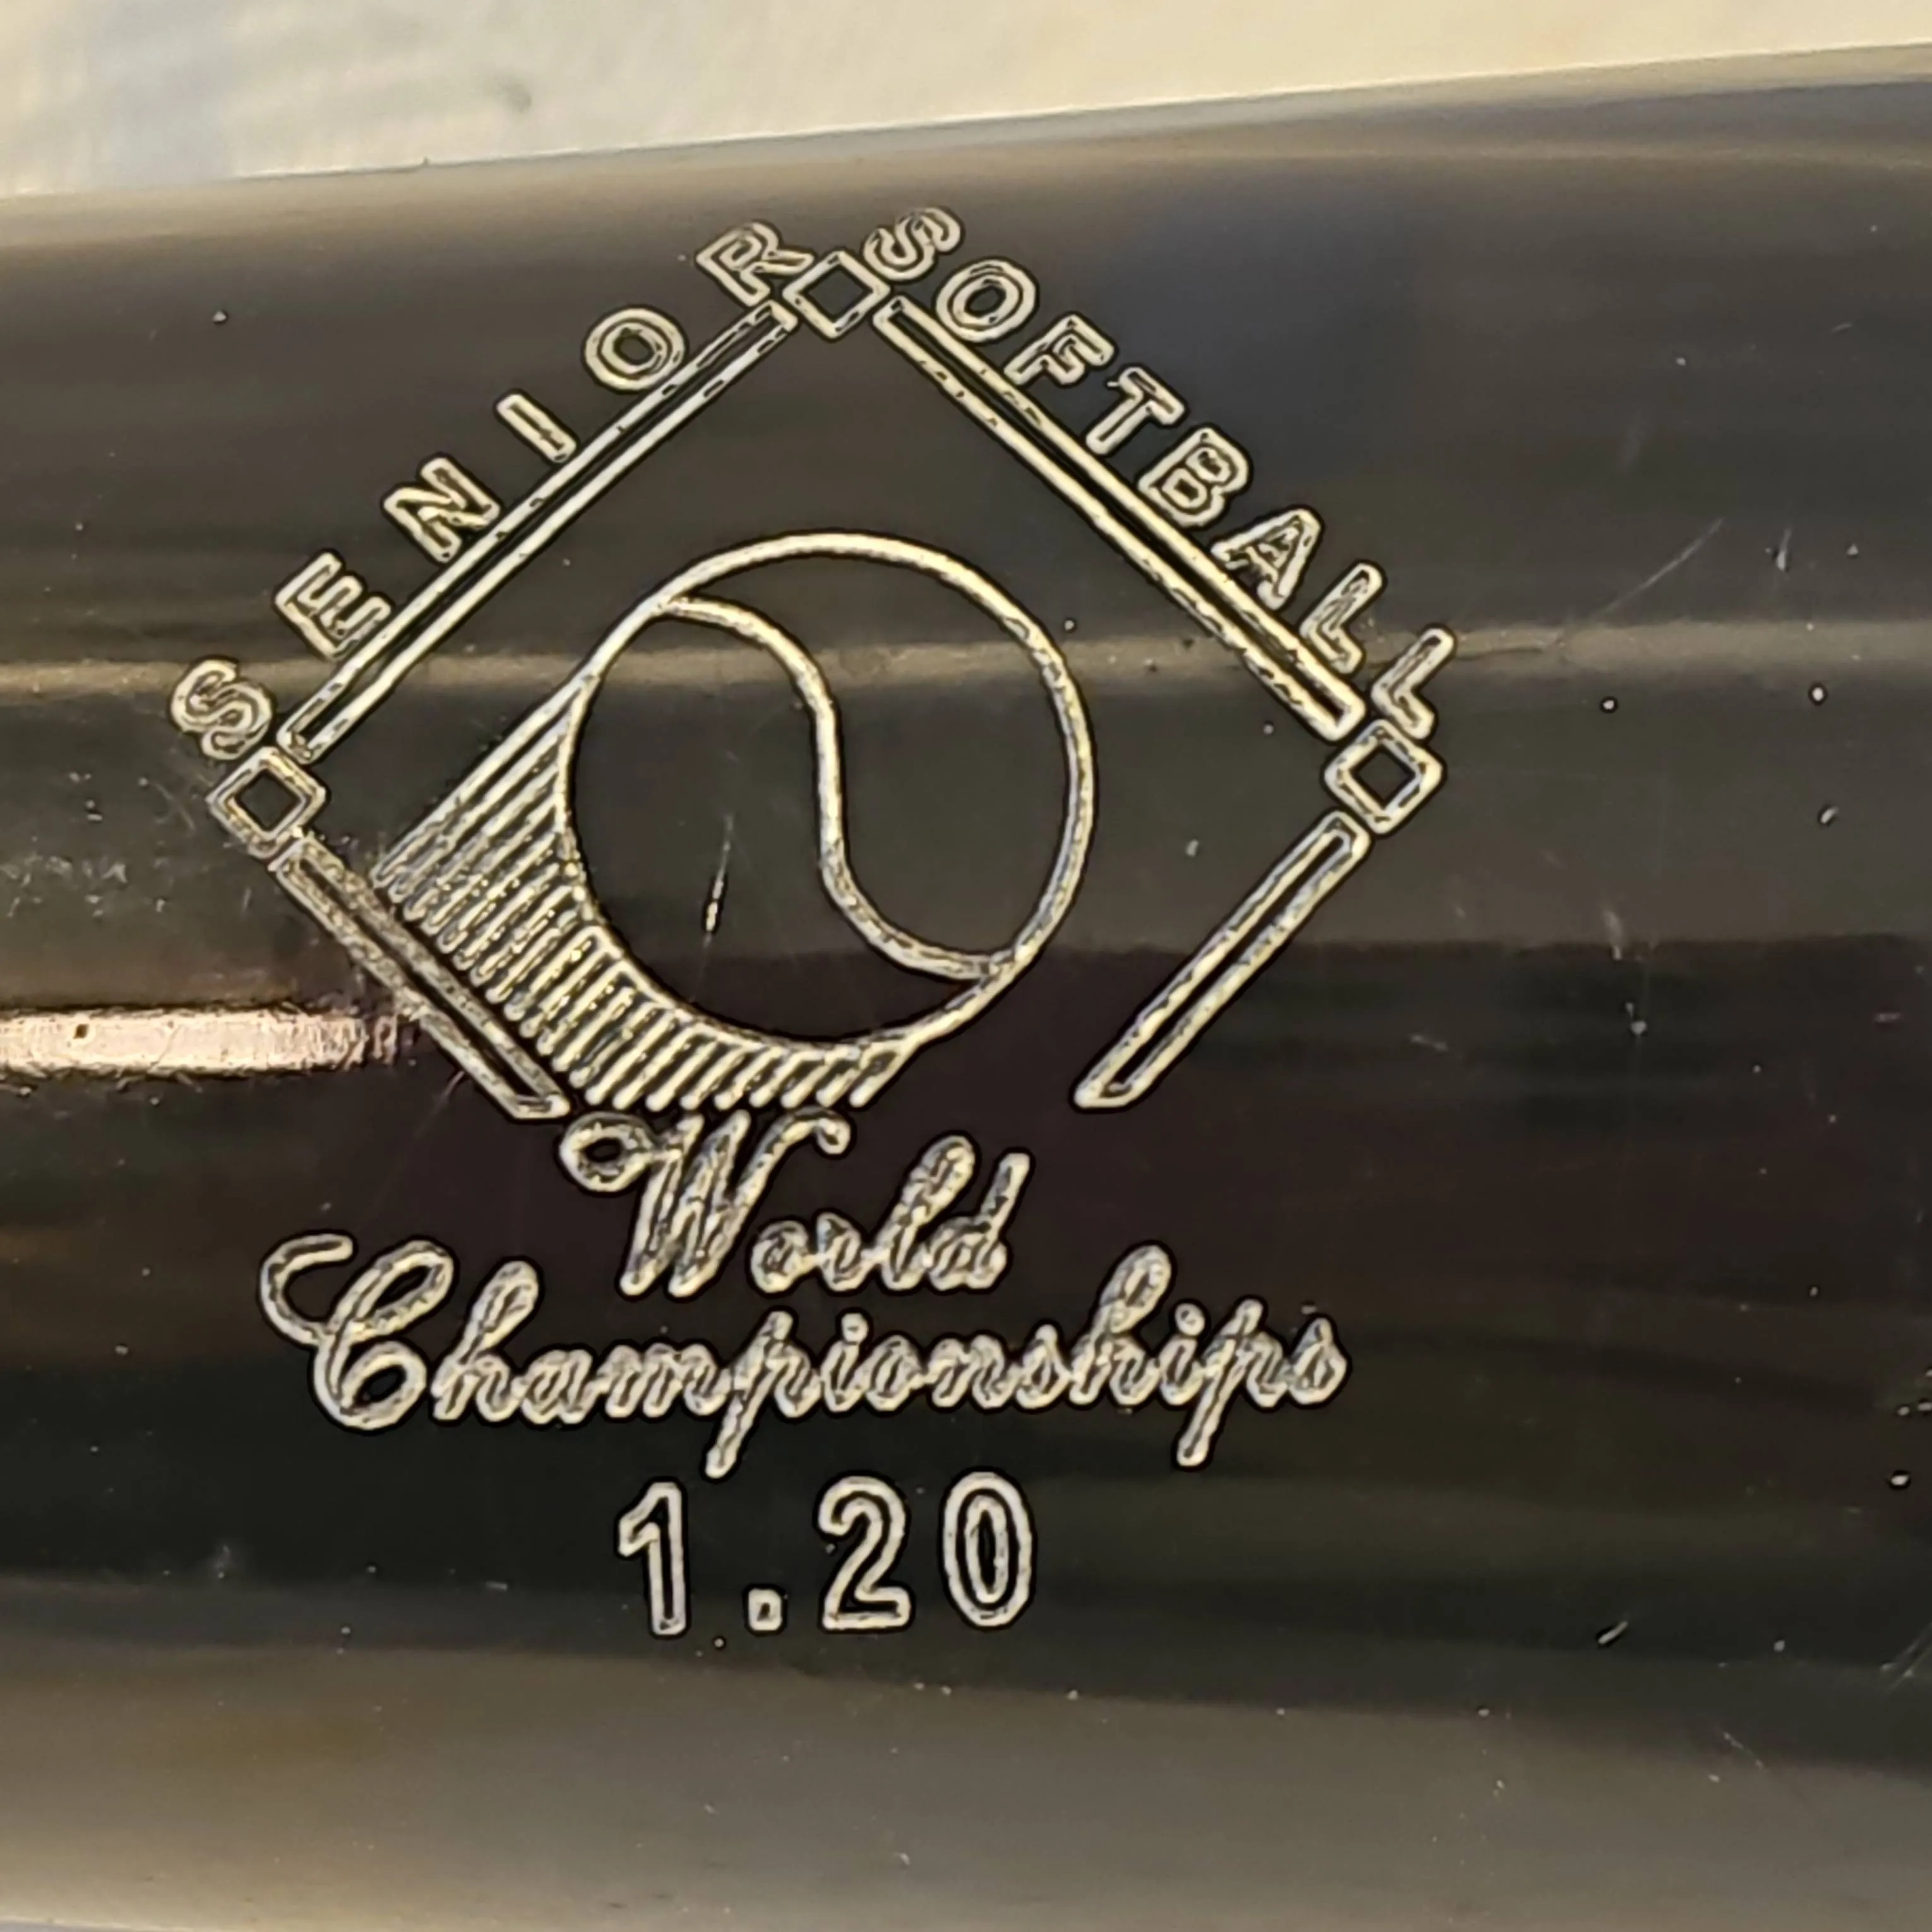 SENIOR SOFTBALL
World
Championships
1.20